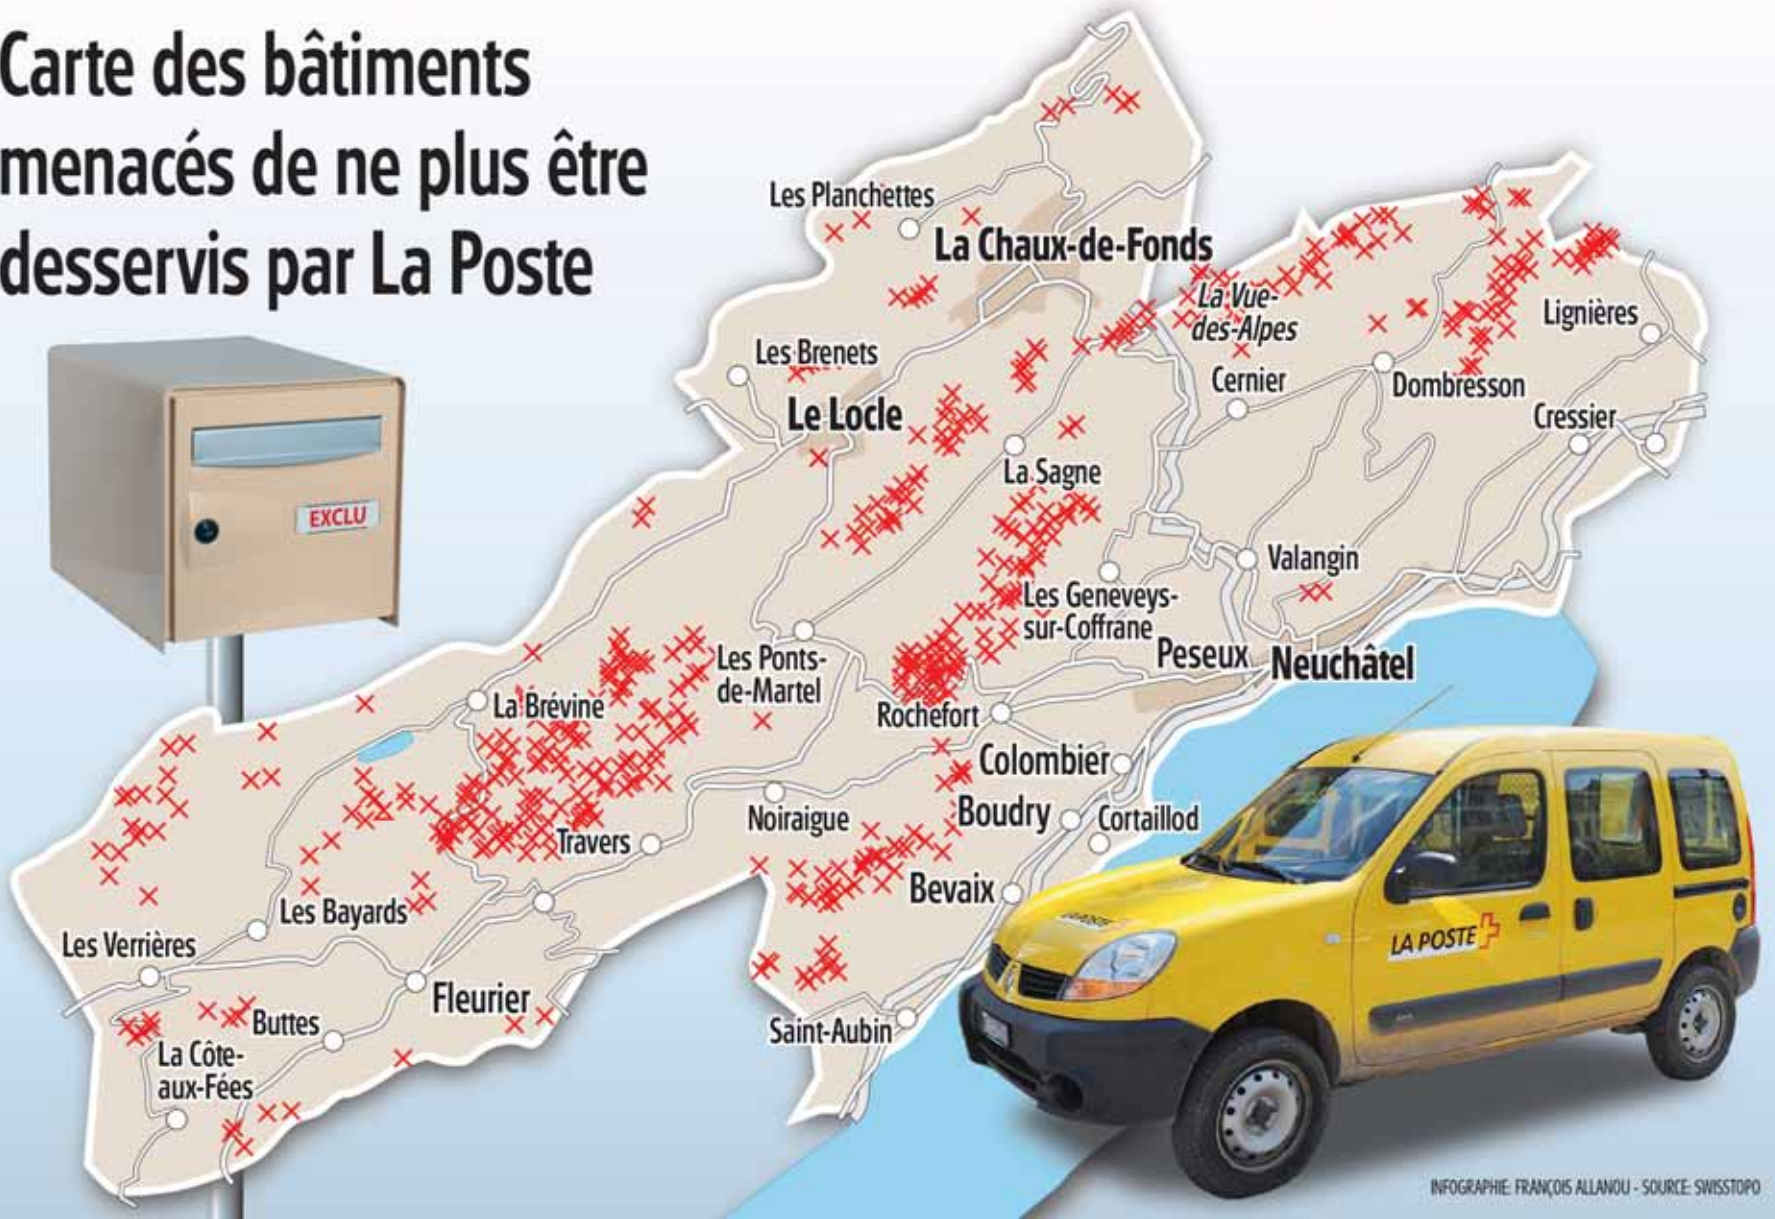 Carte des bâtiments
menacés de ne plus être
desservis par La Poste
EXCLU
Les Planchettes
La Chaux-de-Fonds
La Vue-
des-Alpes
Lignières
Les Brenets
Le Locle
Cernier
Dombresson
Cressier
La Sagne
Valangin
Les Geneveys-
sur-Coffrane
Peseux
Neuchâtel
Les Ponts-
de-Martel
La Brévine
Rochefort
Colombier
Noiraigue
Boudry
Cortaillod
Travers
Bevaix
Les Bayards
Les Verrières
Fleurier
Buttes
Saint-Aubin
La Côte-
aux-Fées
LA POSTE
LA POSTE
INFOGRAPHIE: FRANÇOIS ALLANOU - SOURCE: SWISSTOPO